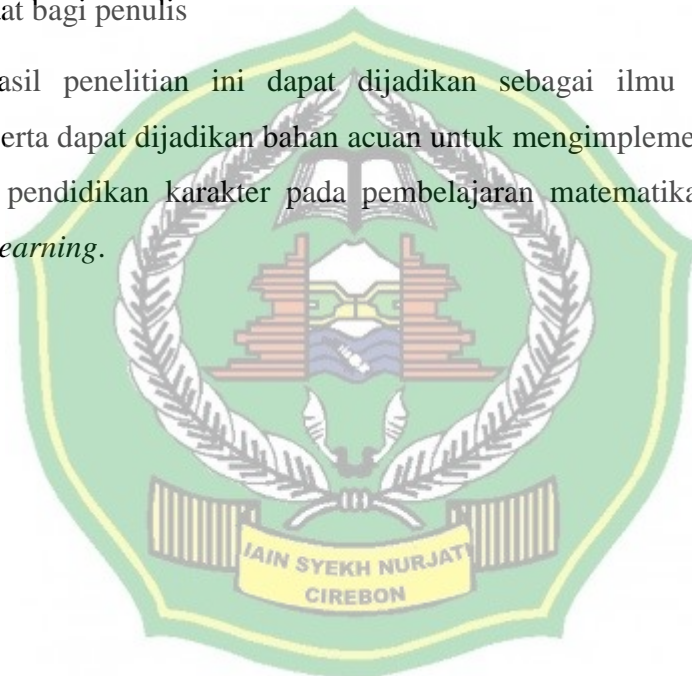 at bagi penulis
asil penelitian ini dapat dijadikan sebagai ilmu
erta dapat dijadikan bahan acuan untuk mengimpleme
pendidikan karakter pada pembelajaran matematika
earning.
IAIN SYEKH NURJATI
CIREBON